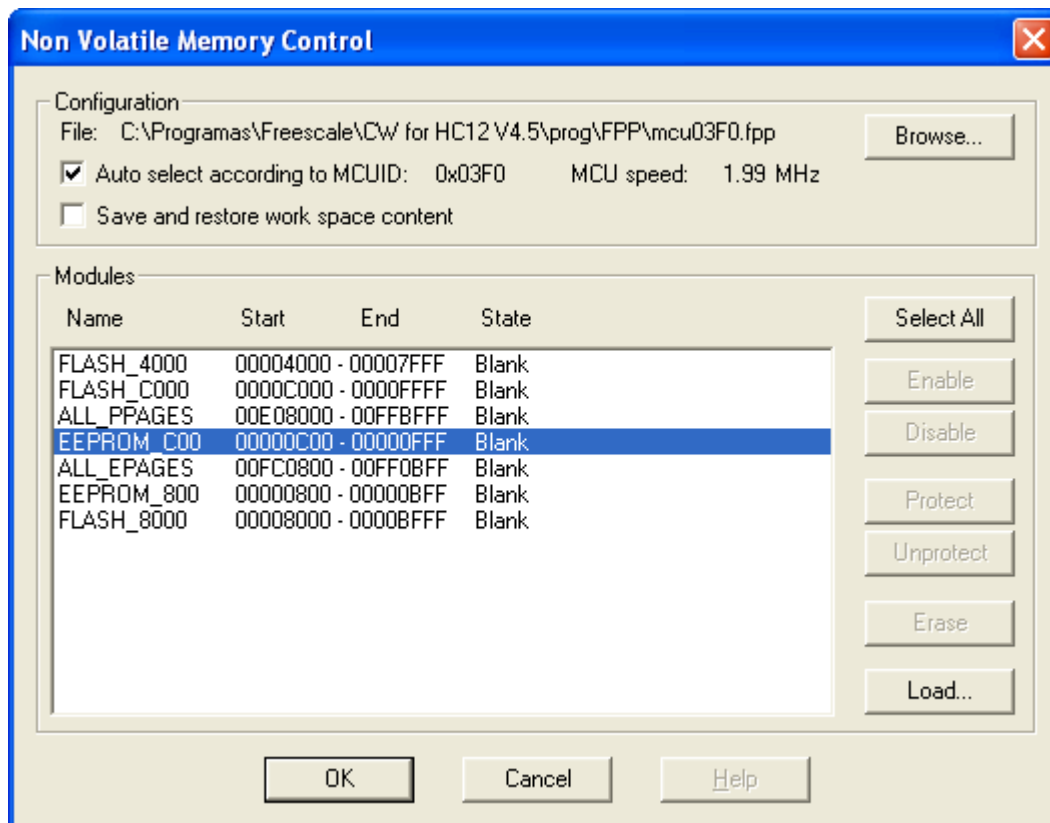 Non Volatile Memory Control
Configuration
File: C:\Programas\Freescale\CW for HC12 V4.5\prog\FPP\mcu03F0.fpp
Browse...
Auto select according to MCUID: 0x03F0 MCU speed: 1.99 MHz
Save and restore work space content
Modules
Name Start End State
Select All
FLASH_4000 00004000 - 00007FFF Blank
FLASH_C000 0000C000 - 0000FFFF Blank
ALL_PPAGES 00E08000 - 00FFBFFF Blank
EEPROM_C00 00000C00 - 00000FFF Blank
ALL_EPAGES 00FC0800 - 00FF0BFF Blank
EEPROM_800 00000800 - 00000BFF Blank
FLASH_8000 00008000 - 0000BFFF Blank
Enable
Disable
Protect
Unprotect
Erase
Load...
OK
Cancel
Help